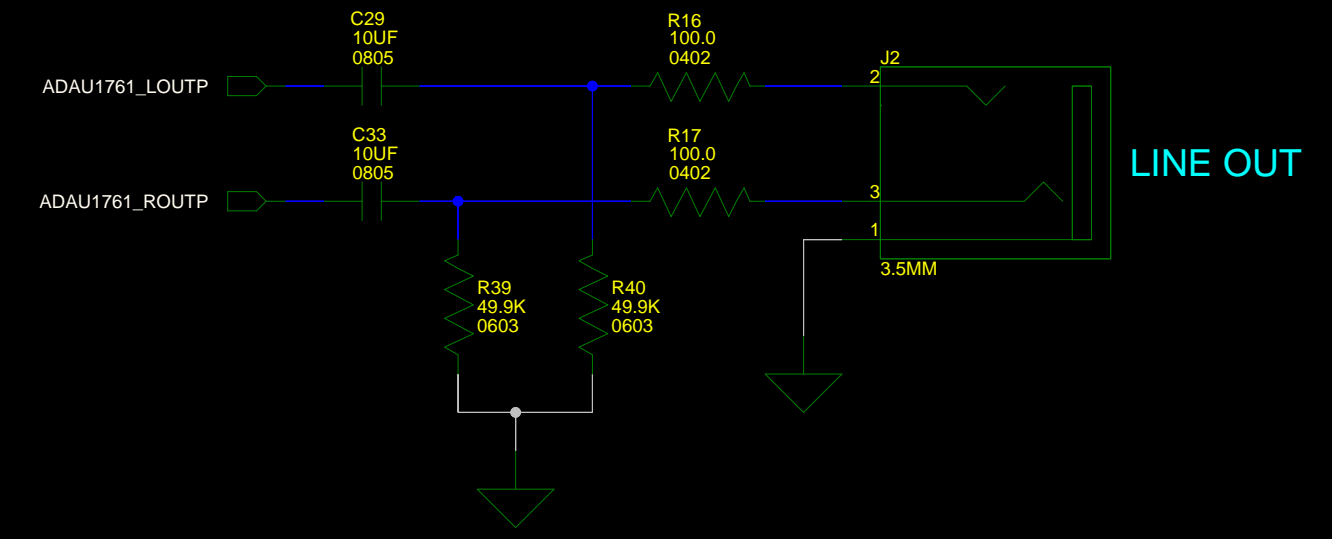 C29
10UF
0805
R16
100.0
0402
J2
ADAU1761_LOUTP
2
C33
10UF
0805
R17
100.0
0402
LINE OUT
ADAU1761_ROUTP
3
1
3.5MM
R39
49.9K
0603
R40
49.9K
0603